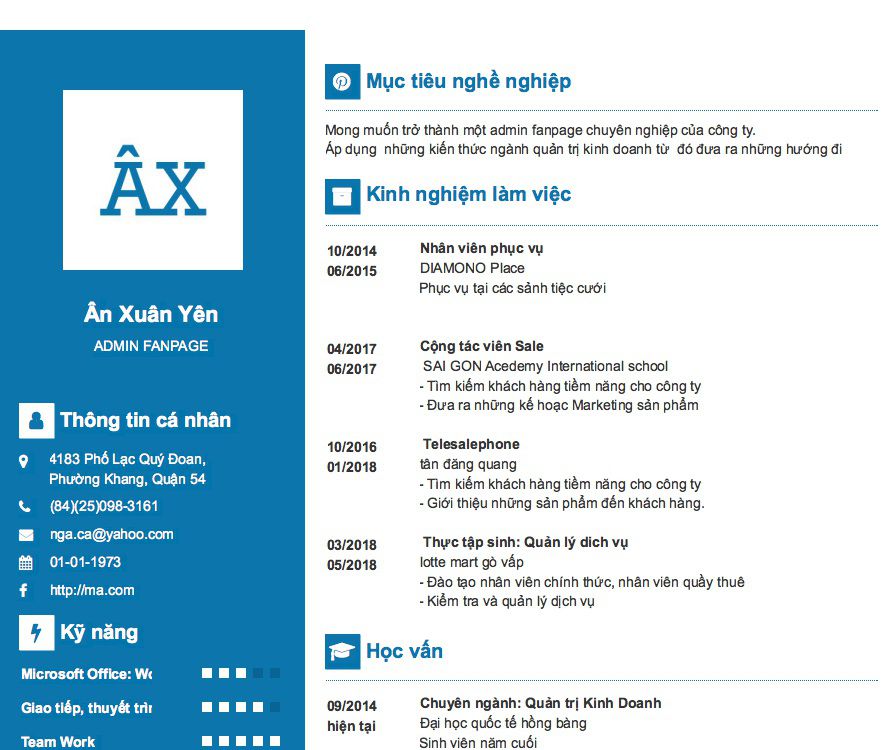 ÂX
Ân Xuân Yên
ADMIN FANPAGE
Thông tin cá nhân
4183 Phố Lạc Quý Đoan,
Phường Khang, Quận 54
(84)(25)098-3161
nga.ca@yahoo.com
01-01-1973
http://ma.com
Kỹ năng
Microsoft Office:
Giao tiếp, thuyết
Team Work
Mục tiêu nghề nghiệp
Mong muốn trở thành một admin fanpage chuyên nghiệp của công ty.
Áp dụng những kiến thức ngành quản trị kinh doanh từ đó đưa ra những hướng đi
Kinh nghiệm làm việc
10/2014
06/2015
Nhân viên phục vụ
DIAMONO Place
Phục vụ tại các sảnh tiệc cưới
04/2017
06/2017
Cộng tác viên Sale
SAI GON Acedemy International school
- Tìm kiếm khách hàng tiềm năng cho công ty
- Đưa ra những kế hoạc Marketing sản phẩm
10/2016
01/2018
Telesalephone
tân đăng quang
- Tìm kiếm khách hàng tiềm năng cho công ty
- Giới thiệu những sản phẩm đến khách hàng.
03/2018
05/2018
Thực tập sinh: Quản lý dich vụ
lotte mart gò vấp
- Đào tạo nhân viên chính thức, nhân viên quầy thuê
- Kiểm tra và quản lý dịch vụ
Học vấn
09/2014
hiện tại
Chuyên ngành: Quản trị Kinh Doanh
Đại học quốc tế hồng bàng
Sinh viên năm cuối